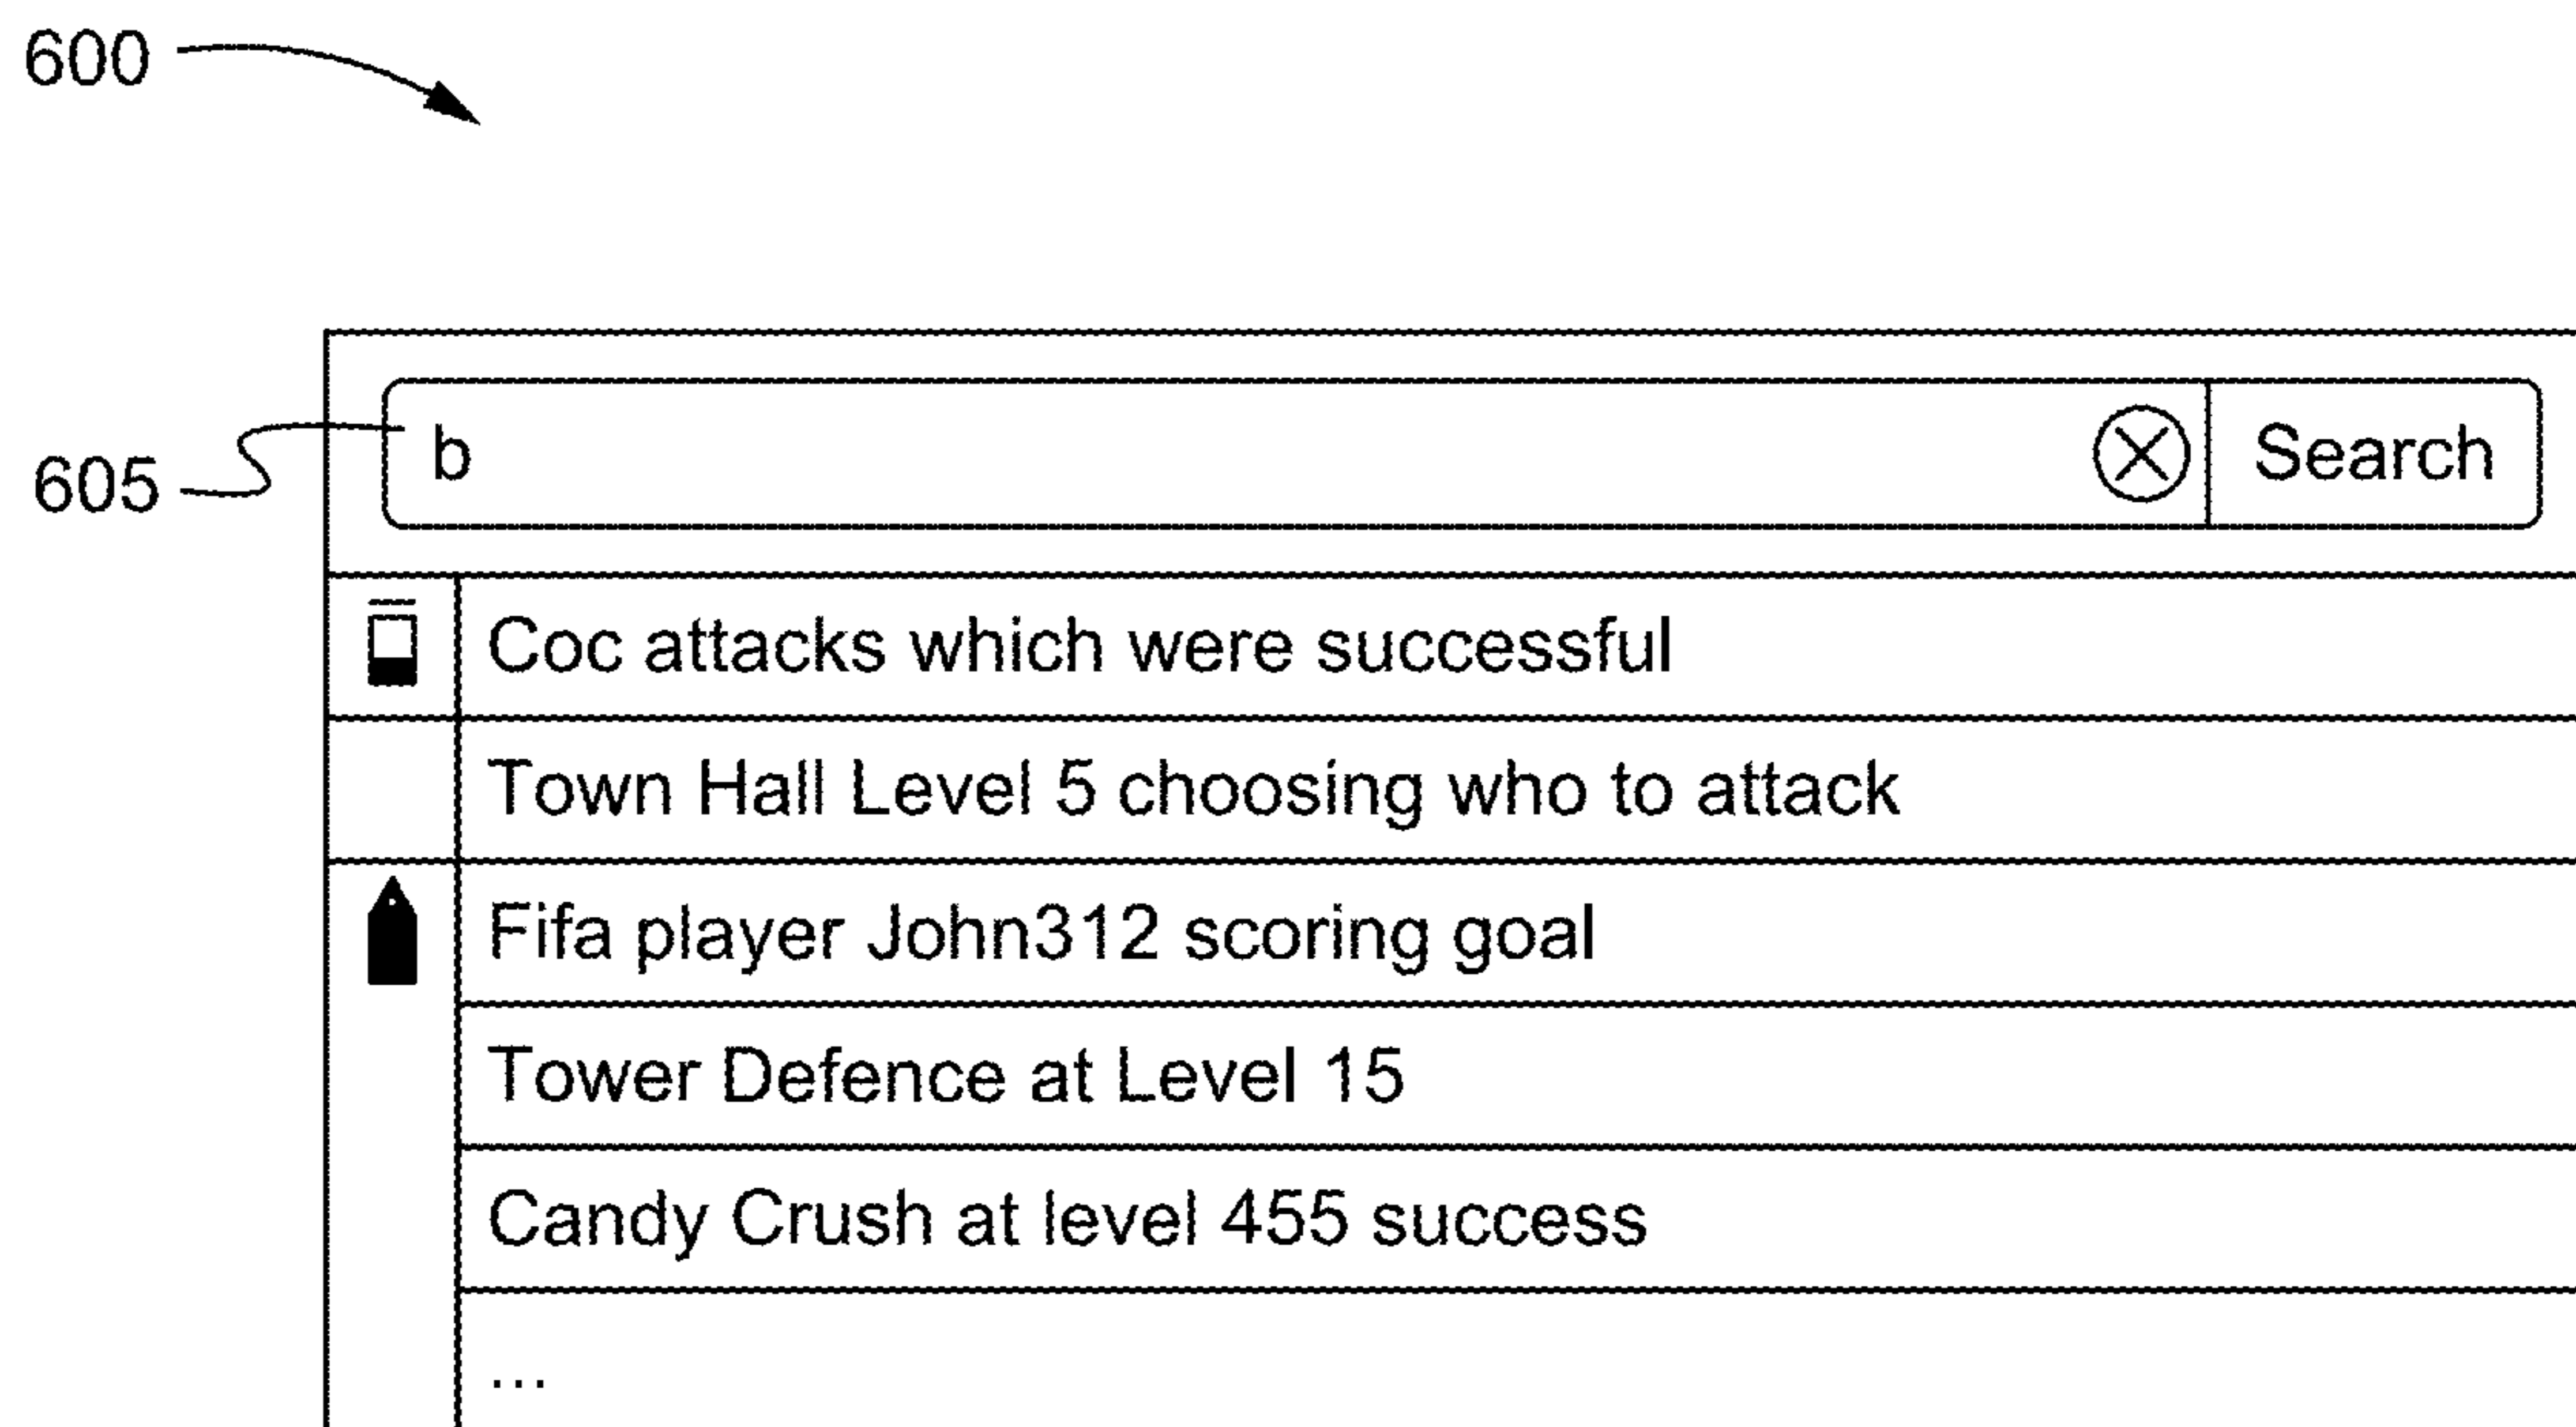 600
605
b
Search
Coc attacks which were successful
Town Hall Level 5 choosing who to attack
Fifa player John312 scoring goal
Tower Defence at Level 15
Candy Crush at level 455 success
...